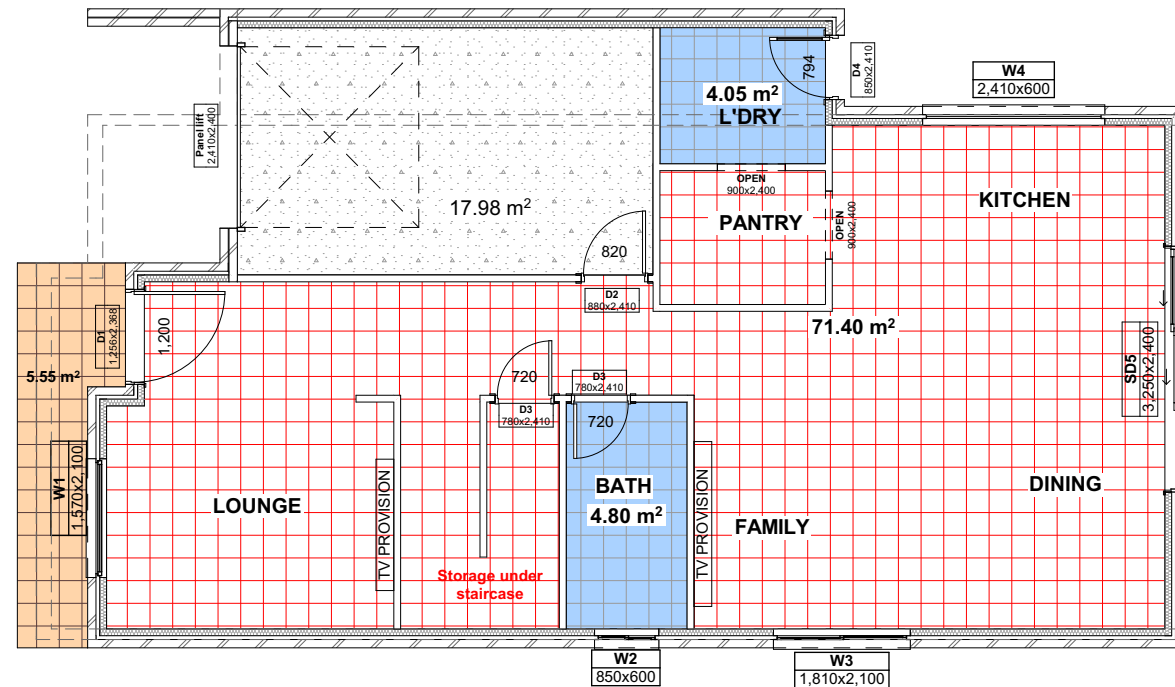 W4
2,410x600
D4
850x2,410
794
4.05 m²
L'DRY
Panel lift
2,410x2,400
OPEN
900x2,400
KITCHEN
17.98 m²
PANTRY
OPEN
900x2,400
820
D2
880x2,410
71.40 m²
D1
1,256x2,368
1,200
5.55 m²
SD5
3,250x2,400
720
D3
780x2,410
D3
780x2,410
720
W1
1,570x2,100
LOUNGE
TV PROVISION
BATH
4.80 m²
TV PROVISION
FAMILY
DINING
Storage under
staircase
W2
850x600
W3
1,810x2,100